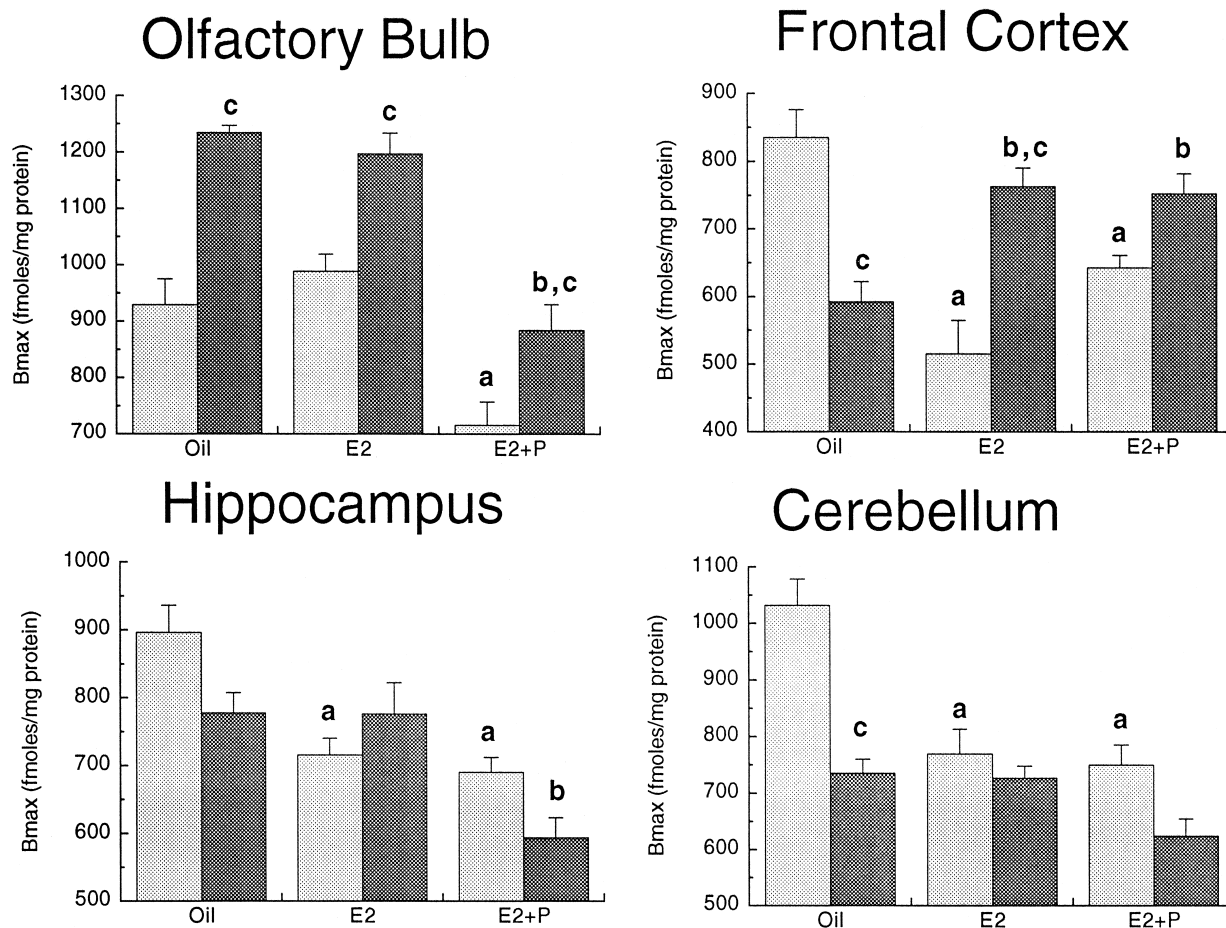 Olfactory Bulb
Bmax (fmoles/mg protein)
1300
1200
1100
1000
900
800
700
c
c
a
b,c
Oil
E2
E2+P
Frontal Cortex
Bmax (fmoles/mg protein)
900
800
700
600
500
400
c
a
b,c
a
b
Oil
E2
E2+P
Hippocampus
Bmax (fmoles/mg protein)
1000
900
800
700
600
500
a
a
b
Oil
E2
E2+P
Cerebellum
Bmax (fmoles/mg protein)
1100
1000
900
800
700
600
500
c
a
a
Oil
E2
E2+P